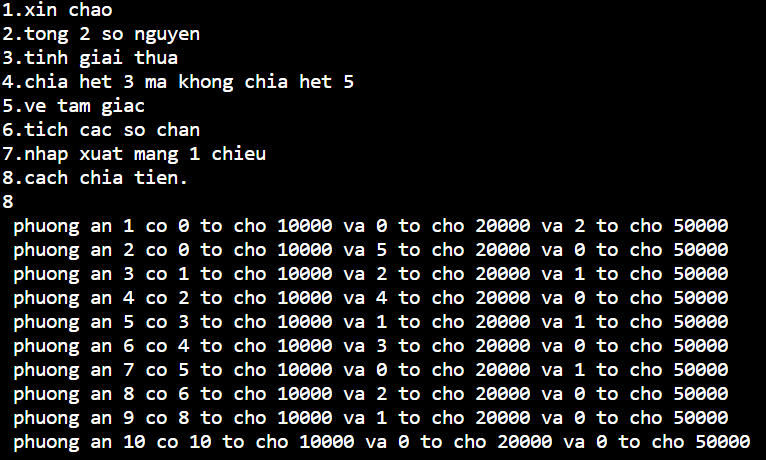 1.xin chao
2.tong 2 so nguyen
3.tinh giai thua
4.chia het 3 ma khong chia het 5
5.ve tam giac
6.tich cac so chan
7.nhap xuat mang 1 chieu
8.cach chia tien.
8
phuong an 1 co 0 to cho 10000 va 0 to cho 20000 va 2 to cho 50000
phuong an 2 co 0 to cho 10000 va 5 to cho 20000 va 0 to cho 50000
phuong an 3 co 1 to cho 10000 va 2 to cho 20000 va 1 to cho 50000
phuong an 4 co 2 to cho 10000 va 4 to cho 20000 va 0 to cho 50000
phuong an 5 co 3 to cho 10000 va 1 to cho 20000 va 1 to cho 50000
phuong an 6 co 4 to cho 10000 va 3 to cho 20000 va 0 to cho 50000
phuong an 7 co 5 to cho 10000 va 0 to cho 20000 va 1 to cho 50000
phuong an 8 co 6 to cho 10000 va 2 to cho 20000 va 0 to cho 50000
phuong an 9 co 8 to cho 10000 va 1 to cho 20000 va 0 to cho 50000
phuong an 10 co 10 to cho 10000 va 0 to cho 20000 va 0 to cho 50000